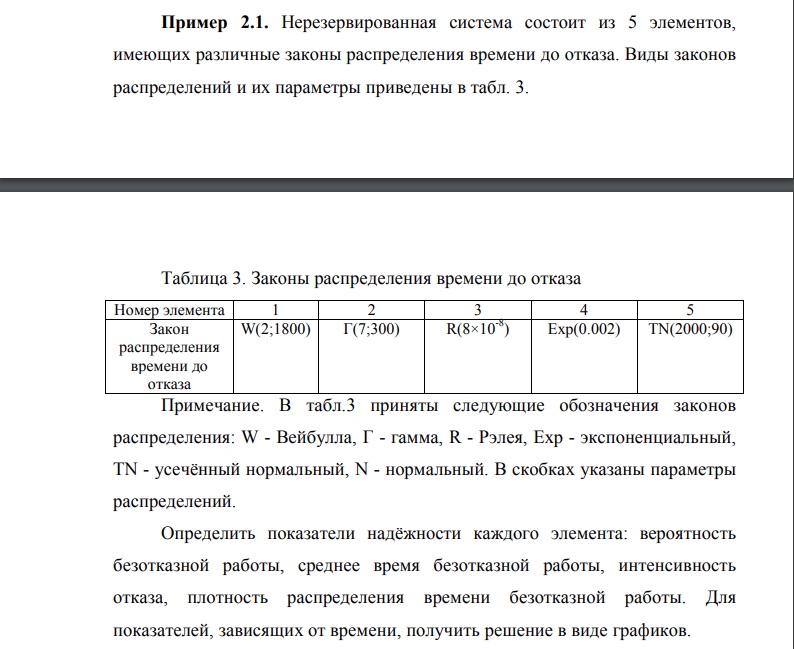 Пример 2.1. Нерезервированная система состоит из 5 элементов,
имеющих различные законы распределения времени до отказа. Виды законов
распределений и их параметры приведены в табл. 3.
Таблица 3. Законы распределения времени до отказа
Номер элемента 1 2 3 4 5
Закон W(2;1800) Г(7;300) R(8×10⁻⁸) Exp(0.002) TN(2000;90)
распределения
времени до
отказа
Примечание. В табл.3 приняты следующие обозначения законов
распределения: W - Вейбулла, Г - гамма, R - Рэлея, Exp - экспоненциальный,
TN - усечённый нормальный, N - нормальный. В скобках указаны параметры
распределений.
Определить показатели надёжности каждого элемента: вероятность
безотказной работы, среднее время безотказной работы, интенсивность
отказа, плотность распределения времени безотказной работы. Для
показателей, зависящих от времени, получить решение в виде графиков.